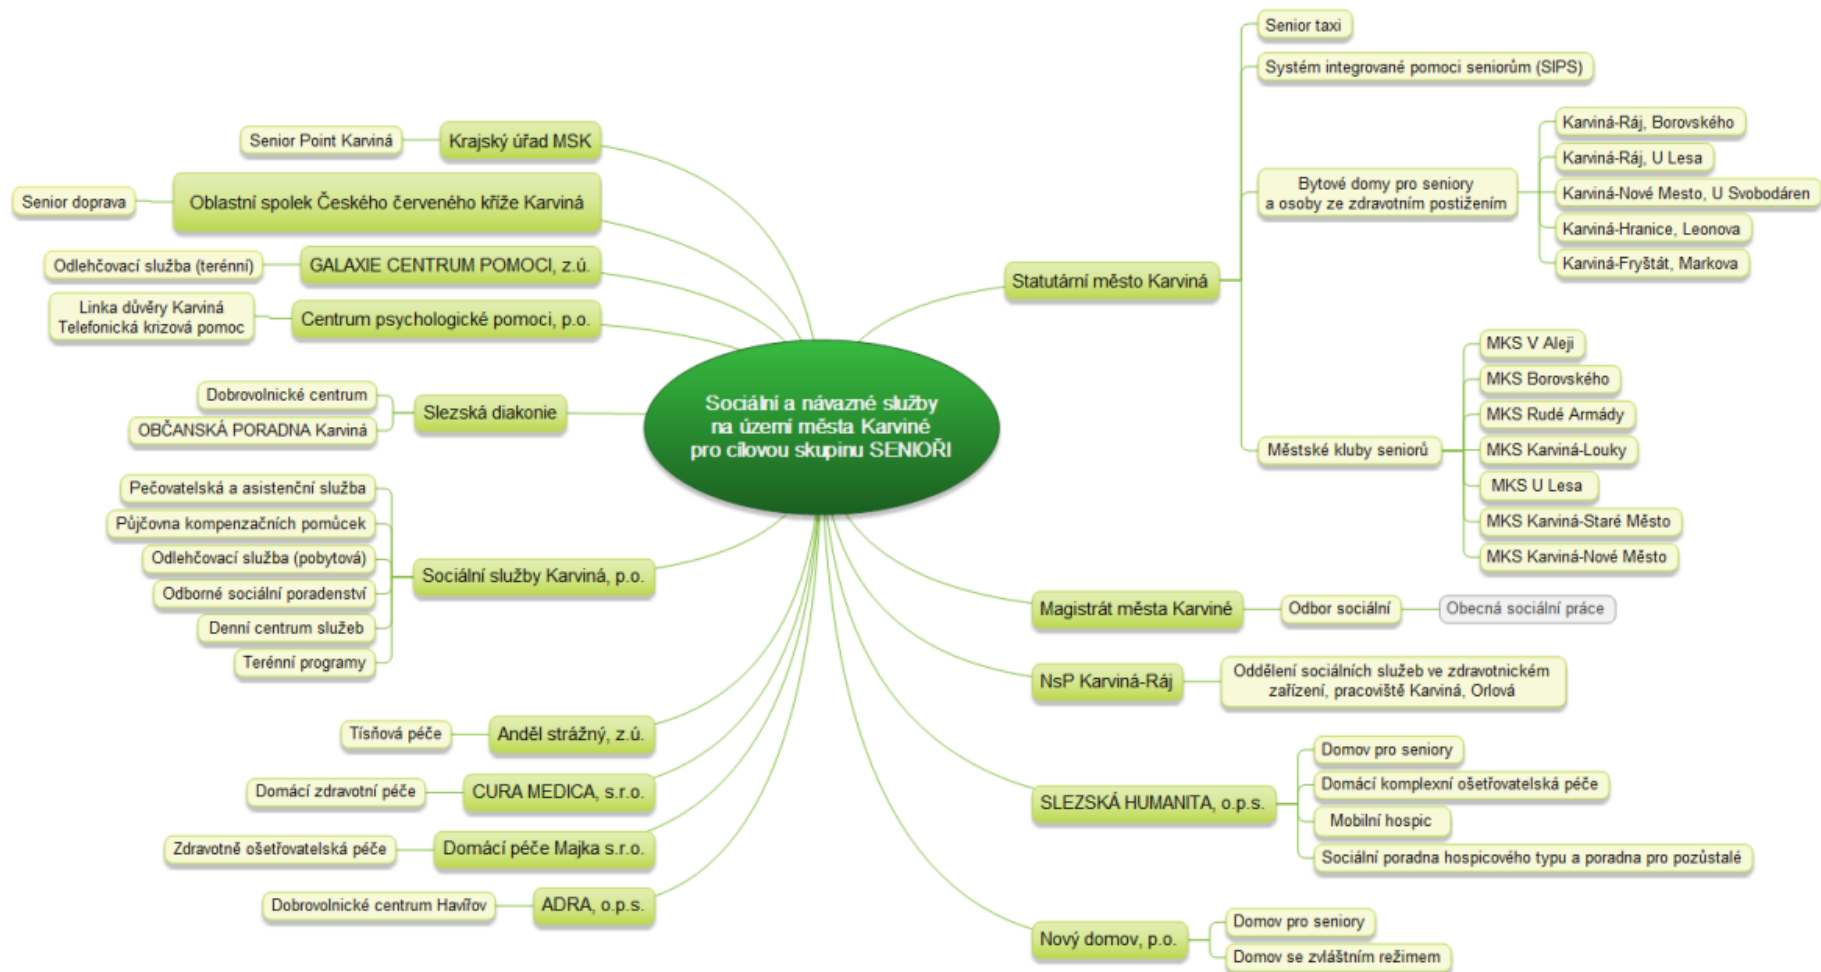 Sociální a návazné služby
na území města Karviné
pro cílovou skupinu SENIOŘI
Krajský úřad MSK
Senior Point Karviná
Oblastní spolek Českého červeného kříže Karviná
Senior doprava
GALAXIE CENTRUM POMOCI, z.ú.
Odlehčovací služba (terénní)
Centrum psychologické pomoci, p.o.
Linka důvěry Karviná
Telefonická krizová pomoc
Slezská diakonie
Dobrovolnické centrum
OBČANSKÁ PORADNA Karviná
Sociální služby Karviná, p.o.
Pečovatelská a asistenční služba
Půjčovna kompenzačních pomůcek
Odlehčovací služba (pobytová)
Odborné sociální poradenství
Denní centrum služeb
Terénní programy
Anděl strážný, z.ú.
Tísňová péče
CURA MEDICA, s.r.o.
Domácí zdravotní péče
Domácí péče Majka s.r.o.
Zdravotně ošetřovatelská péče
ADRA, o.p.s.
Dobrovolnické centrum Havířov
Statutární město Karviná
Senior taxi
Systém integrované pomoci seniorům (SIPS)
Bytové domy pro seniory
a osoby ze zdravotním postižením
Karviná-Ráj, Borovského
Karviná-Ráj, U Lesa
Karviná-Nové Mesto, U Svobodáren
Karviná-Hranice, Leonova
Karviná-Fryštát, Markova
Městské kluby seniorů
MKS V Aleji
MKS Borovského
MKS Rudé Armády
MKS Karviná-Louky
MKS U Lesa
MKS Karviná-Staré Město
MKS Karviná-Nové Město
Magistrát města Karviné
Odbor sociální
Obecná sociální práce
NsP Karviná-Ráj
Oddělení sociálních služeb ve zdravotnickém
zařízení, pracoviště Karviná, Orlová
SLEZSKÁ HUMANITA, o.p.s.
Domov pro seniory
Domácí komplexní ošetřovatelská péče
Mobilní hospic
Sociální poradna hospicového typu a poradna pro pozůstalé
Nový domov, p.o.
Domov pro seniory
Domov se zvláštním režimem